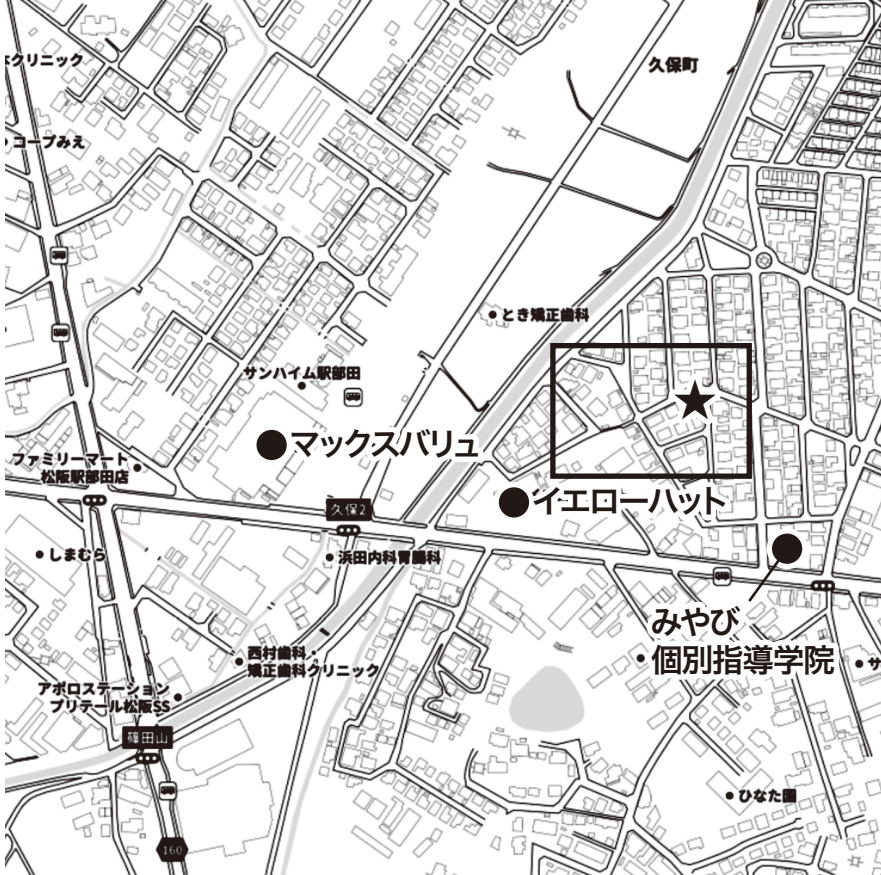 クリニック
コープみえ
久保町
とき矯正歯科
サンハイム駅部田
マックスバリュ
ファミリーマート
松阪駅部田店
イエローハット
久保2
しまむら
浜田内科胃腸科
みやび
個別指導学院
西村歯科・
矯正歯科クリニック
アポロステーション
プリテール松阪SS
篠田山
ひなた園
サ
160